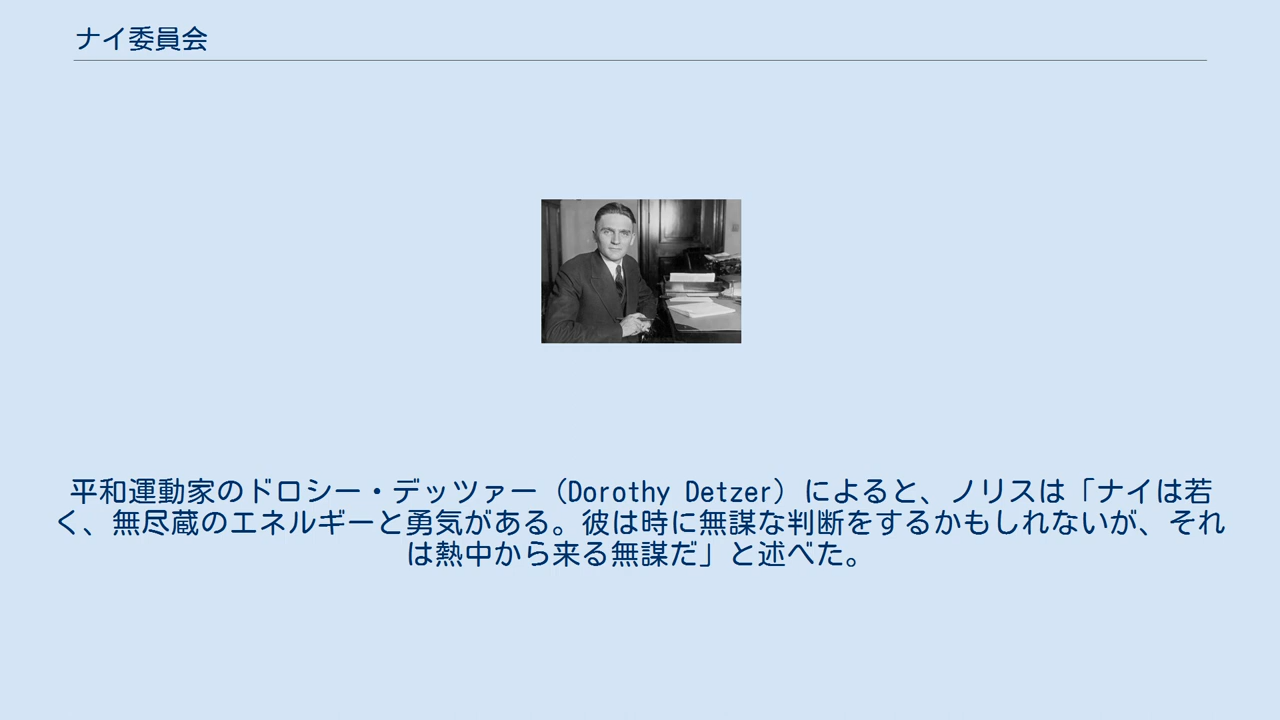 ナイ委員会
平和運動家のドロシー・デッツァー（Dorothy Detzer）によると、ノリスは「ナイは若
く、無尽蔵のエネルギーと勇気がある。彼は時に無謀な判断をするかもしれないが、それ
は熱中から来る無謀だ」と述べた。